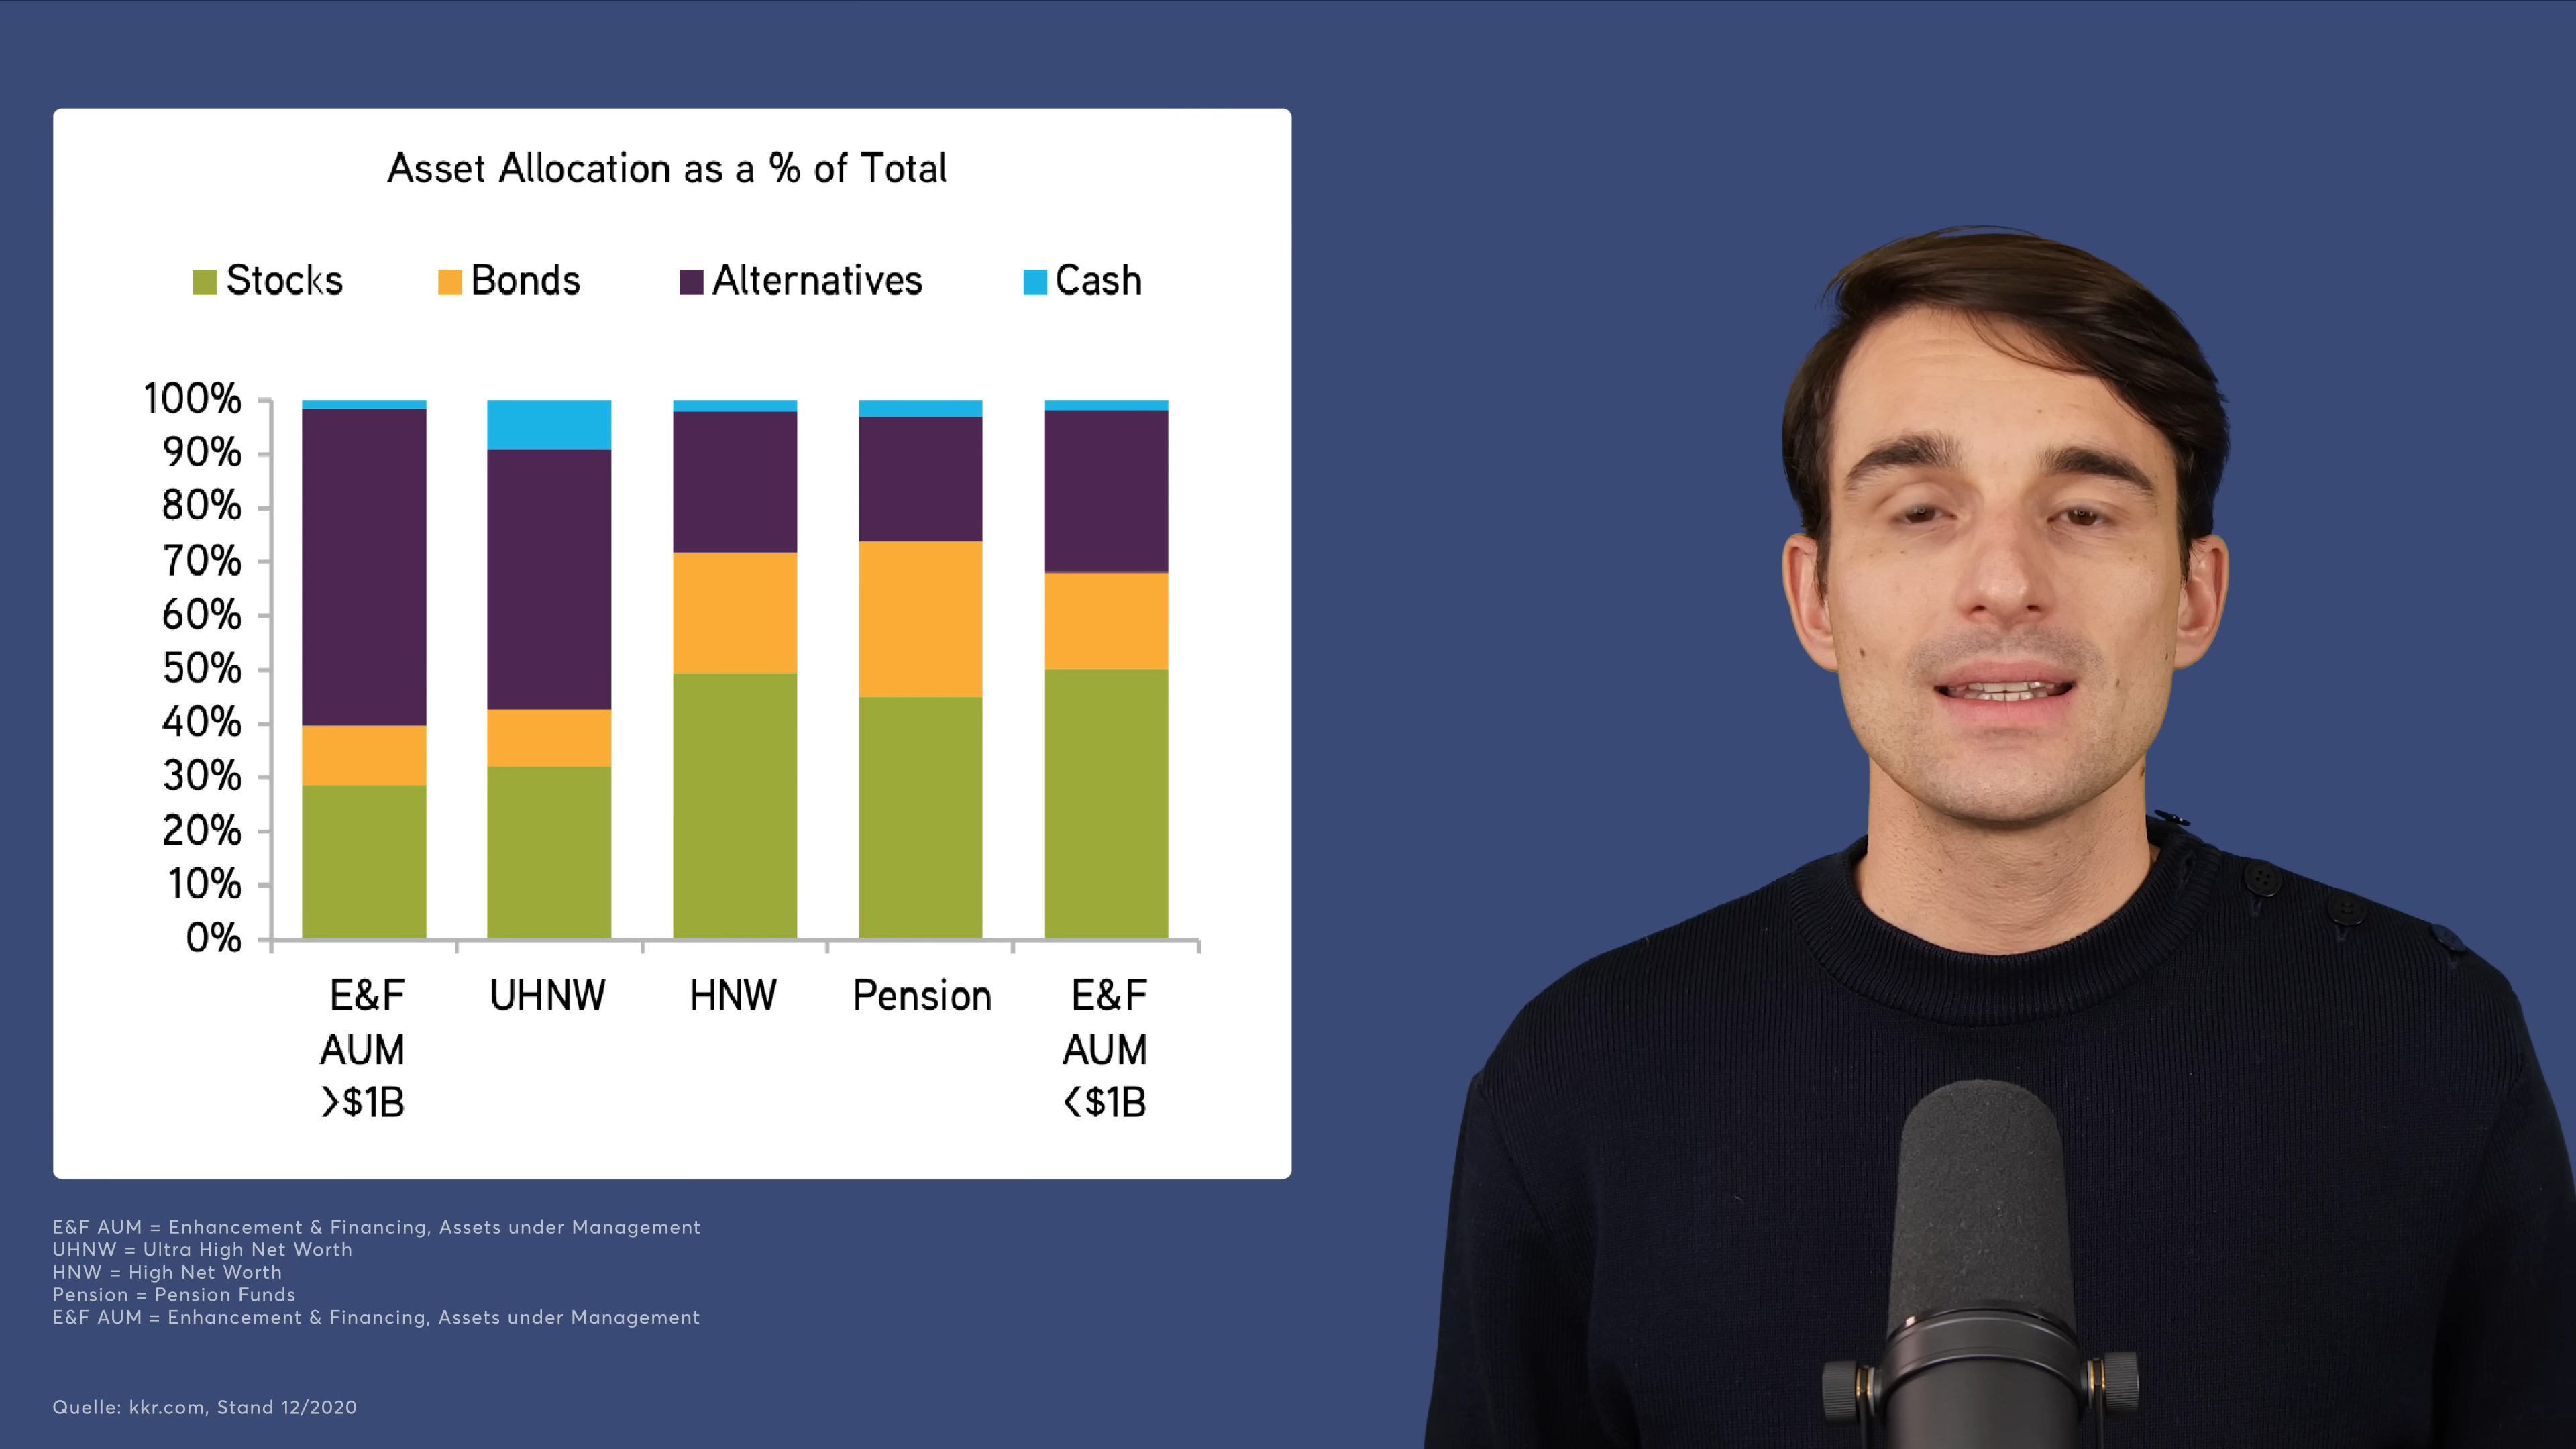 Asset Allocation as a % of Total
Stocks Bonds Alternatives Cash
100%
90%
80%
70%
60%
50%
40%
30%
20%
10%
0%
E&F AUM >$1B
UHNW
HNW
Pension
E&F AUM <$1B
E&F AUM = Enhancement & Financing, Assets under Management
UHNW = Ultra High Net Worth
HNW = High Net Worth
Pension = Pension Funds
E&F AUM = Enhancement & Financing, Assets under Management
Quelle: kkr.com, Stand 12/2020